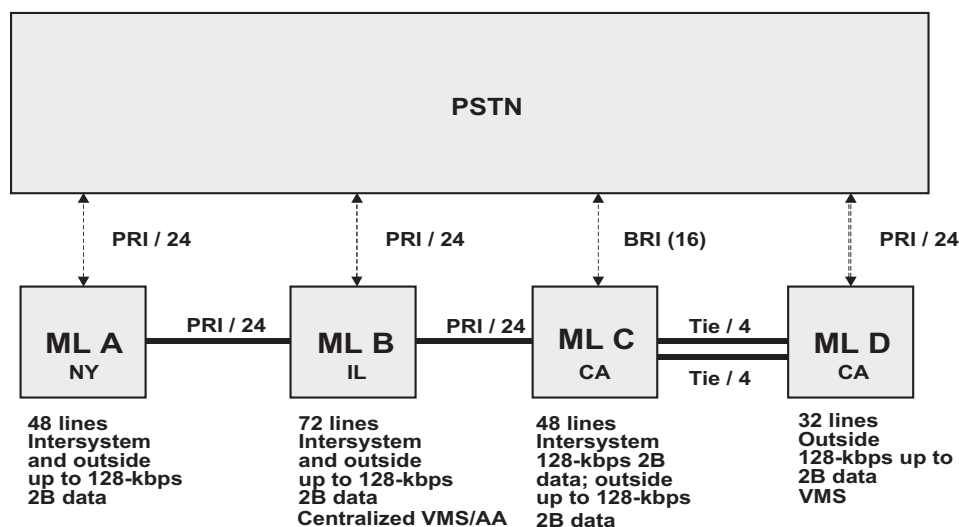 PSTN
PRI / 24
PRI / 24
BRI (16)
PRI / 24
ML A
NY
PRI / 24
ML B
IL
PRI / 24
ML C
CA
Tie / 4
Tie / 4
ML D
CA
48 lines
Intersystem
and outside
up to 128-kbps
2B data
72 lines
Intersystem
and outside
up to 128-kbps
2B data
Centralized VMS/AA
48 lines
Intersystem
128-kbps 2B
data; outside
up to 128-kbps
2B data
32 lines
Outside
128-kbps up to
2B data
VMS